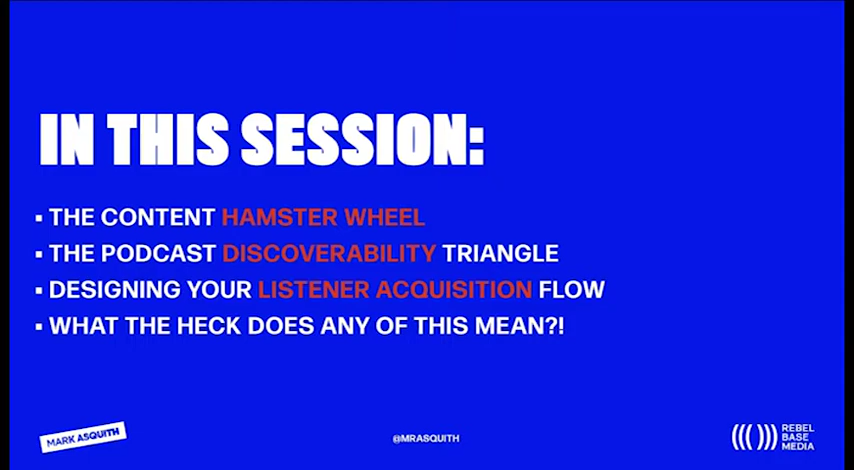 IN THIS SESSION:
▪ THE CONTENT HAMSTER WHEEL
▪ THE PODCAST DISCOVERABILITY TRIANGLE
▪ DESIGNING YOUR LISTENER ACQUISITION FLOW
▪ WHAT THE HECK DOES ANY OF THIS MEAN?!
MARK ASQUITH
@MRASQUITH
REBEL
BASE
MEDIA